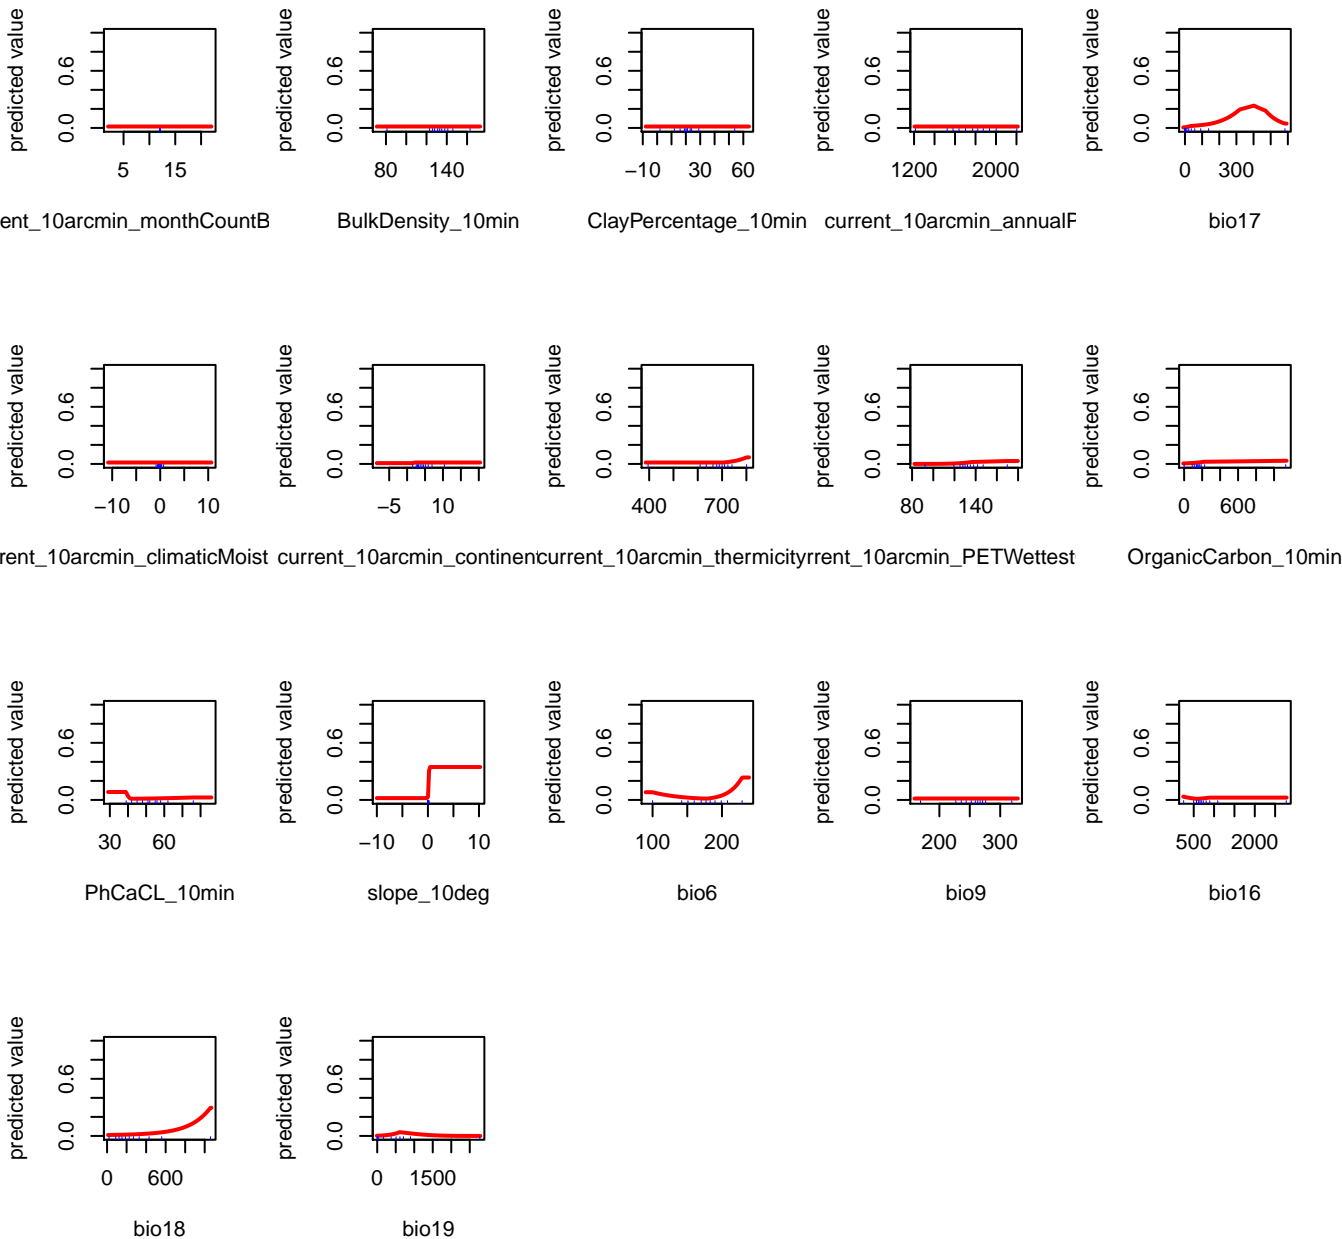 predicted value
0.0 0.6
5 15
ent_10arcmin_monthCountB
predicted value
0.0 0.6
80 140
BulkDensity_10min
predicted value
0.0 0.6
−10 30 60
ClayPercentage_10min
predicted value
0.0 0.6
1200 2000
current_10arcmin_annualP
predicted value
0.0 0.6
0 300
bio17
predicted value
0.0 0.6
−10 0 10
rent_10arcmin_climaticMoist
predicted value
0.0 0.6
−5 10
current_10arcmin_continen
predicted value
0.0 0.6
400 700
current_10arcmin_thermicity
predicted value
0.0 0.6
80 140
rrent_10arcmin_PETWettest
predicted value
0.0 0.6
0 600
OrganicCarbon_10min
predicted value
0.0 0.6
30 60
PhCaCL_10min
predicted value
0.0 0.6
−10 0 10
slope_10deg
predicted value
0.0 0.6
100 200
bio6
predicted value
0.0 0.6
200 300
bio9
predicted value
0.0 0.6
500 2000
bio16
predicted value
0.0 0.6
0 600
bio18
predicted value
0.0 0.6
0 1500
bio19